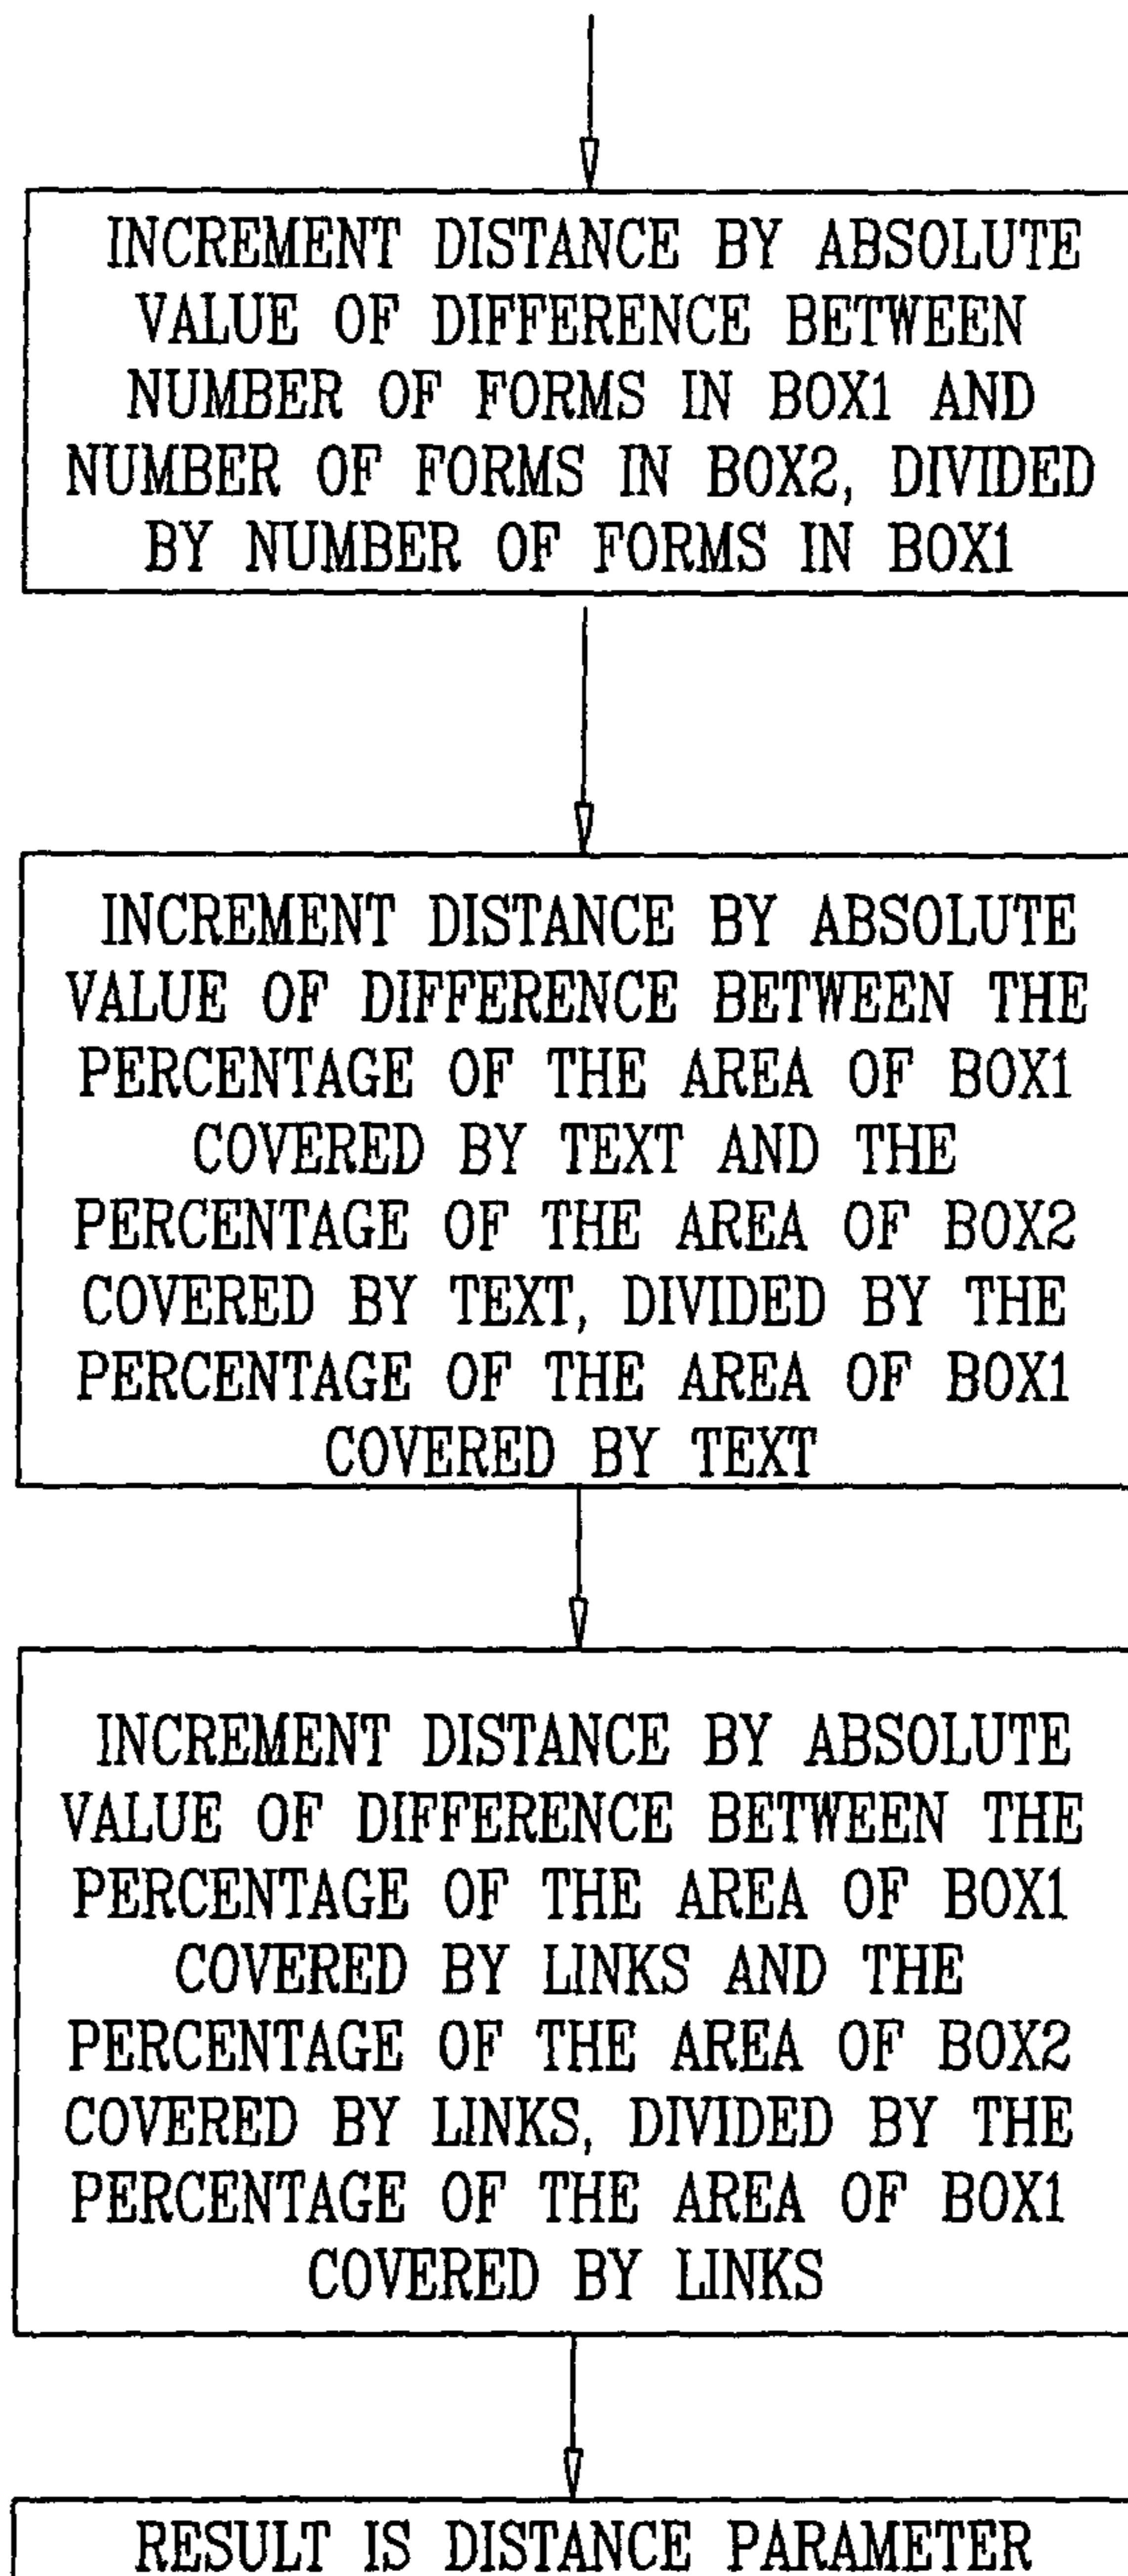 INCREMENT DISTANCE BY ABSOLUTE
VALUE OF DIFFERENCE BETWEEN
NUMBER OF FORMS IN BOX1 AND
NUMBER OF FORMS IN BOX2, DIVIDED
BY NUMBER OF FORMS IN BOX1
INCREMENT DISTANCE BY ABSOLUTE
VALUE OF DIFFERENCE BETWEEN THE
PERCENTAGE OF THE AREA OF BOX1
COVERED BY TEXT AND THE
PERCENTAGE OF THE AREA OF BOX2
COVERED BY TEXT, DIVIDED BY THE
PERCENTAGE OF THE AREA OF BOX1
COVERED BY TEXT
INCREMENT DISTANCE BY ABSOLUTE
VALUE OF DIFFERENCE BETWEEN THE
PERCENTAGE OF THE AREA OF BOX1
COVERED BY LINKS AND THE
PERCENTAGE OF THE AREA OF BOX2
COVERED BY LINKS, DIVIDED BY THE
PERCENTAGE OF THE AREA OF BOX1
COVERED BY LINKS
RESULT IS DISTANCE PARAMETER